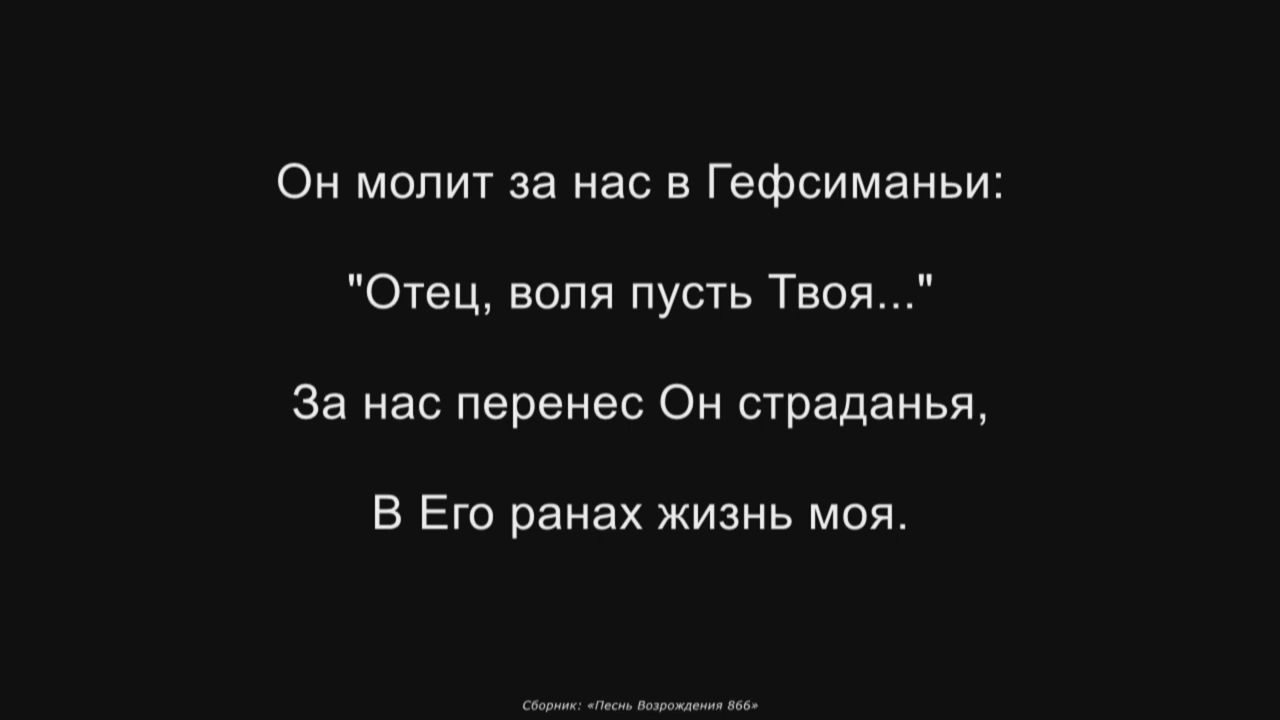 Он молит за нас в Гефсиманьи:
"Отец, воля пусть Твоя..."
За нас перенес Он страданья,
В Его ранах жизнь моя.
Сборник: «Песнь Возрождения 866»